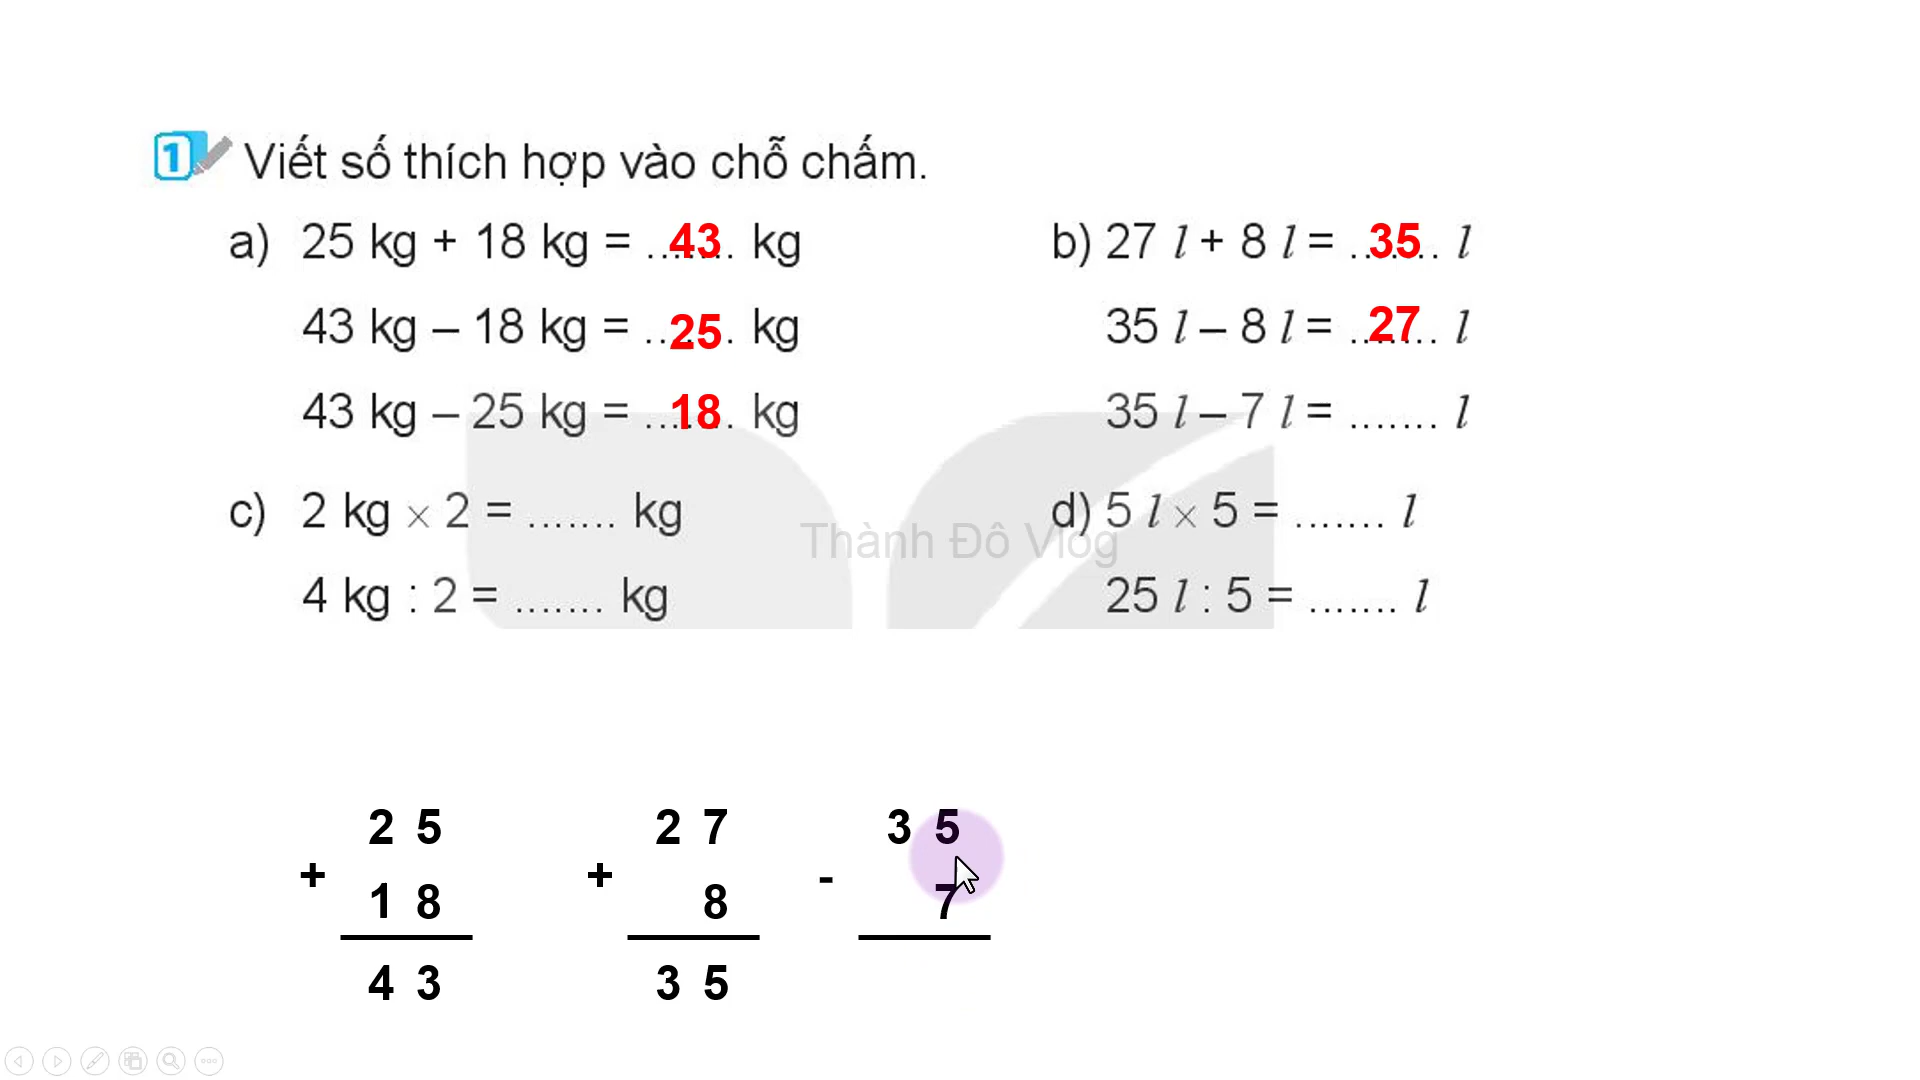 1 Viết số thích hợp vào chỗ chấm.
a) 25 kg + 18 kg = ...43... kg
43 kg – 18 kg = ...25... kg
43 kg – 25 kg = ...18... kg
b) 27 l + 8 l = ...35... l
35 l – 8 l = ...27... l
35 l – 7 l = ....... l
c) 2 kg × 2 = ....... kg
4 kg : 2 = ....... kg
d) 5 l × 5 = ....... l
25 l : 5 = ....... l
Thành Đô Vlog
2 5
+
1 8
4 3
2 7
+
8
3 5
3 5
-
7